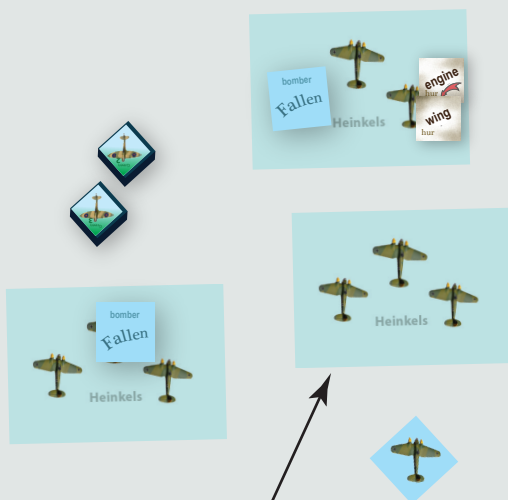 bomber
Fallen
engine
hur
wing
hur
Heinkels
Heinkels
bomber
Fallen
Heinkels